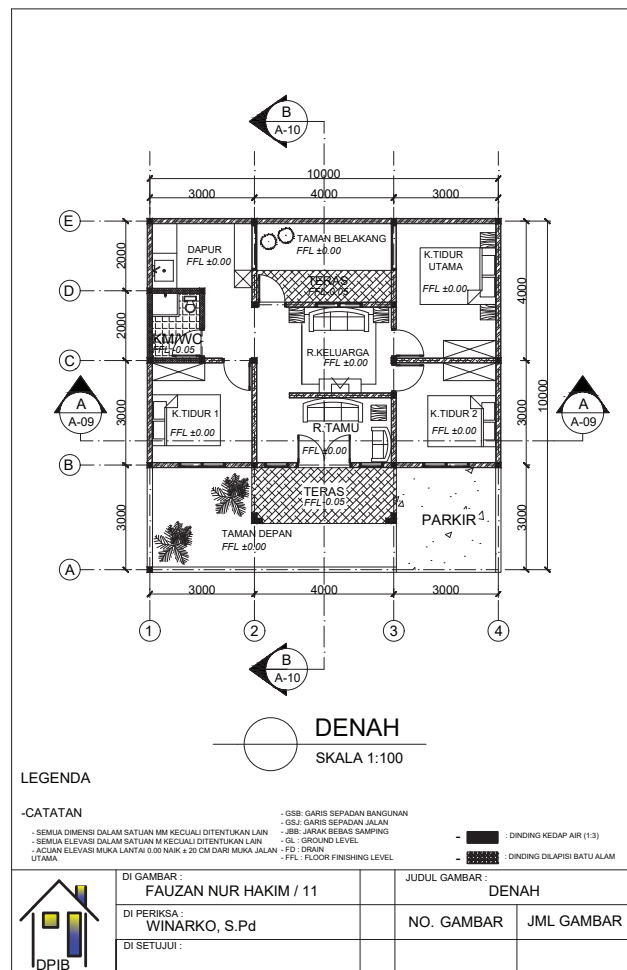 B
A-10
10000
3000 4000 3000
E
D
C
B
A
2000
2000
3000
3000
4000
3000
3000
10000
DAPUR
FFL ±0.00
TAMAN BELAKANG
FFL ±0.00
K.TIDUR
UTAMA
FFL ±0.00
TERAS
FFL-0.05
KM/WC
FFL -0.05
R.KELUARGA
FFL ±0.00
A
A-09
A
A-09
K.TIDUR 1
FFL ±0.00
R.TAMU
FFL ±0.00
K.TIDUR 2
FFL ±0.00
TERAS
FFL-0.05
PARKIR
TAMAN DEPAN
FFL ±0.00
3000 4000 3000
1 2 3 4
B
A-10
DENAH
SKALA 1:100
LEGENDA
-CATATAN
- SEMUA DIMENSI DALAM SATUAN MM KECUALI DITENTUKAN LAIN
- SEMUA ELEVASI DALAM SATUAN M KECUALI DITENTUKAN LAIN
- ACUAN ELEVASI MUKA LANTAI 0.00 NAIK ± 20 CM DARI MUKA JALAN
UTAMA
- GSB: GARIS SEPADAN BANGUNAN
- GSJ: GARIS SEPADAN JALAN
- JBB: JARAK BEBAS SAMPING
- GL : GROUND LEVEL
- FD : DRAIN
- FFL : FLOOR FINISHING LEVEL
- : DINDING KEDAP AIR (1:3)
- : DINDING DILAPISI BATU ALAM
DPIB
DI GAMBAR :
FAUZAN NUR HAKIM / 11
DI PERIKSA :
WINARKO, S.Pd
DI SETUJUI :
JUDUL GAMBAR :
DENAH
NO. GAMBAR
JML GAMBAR